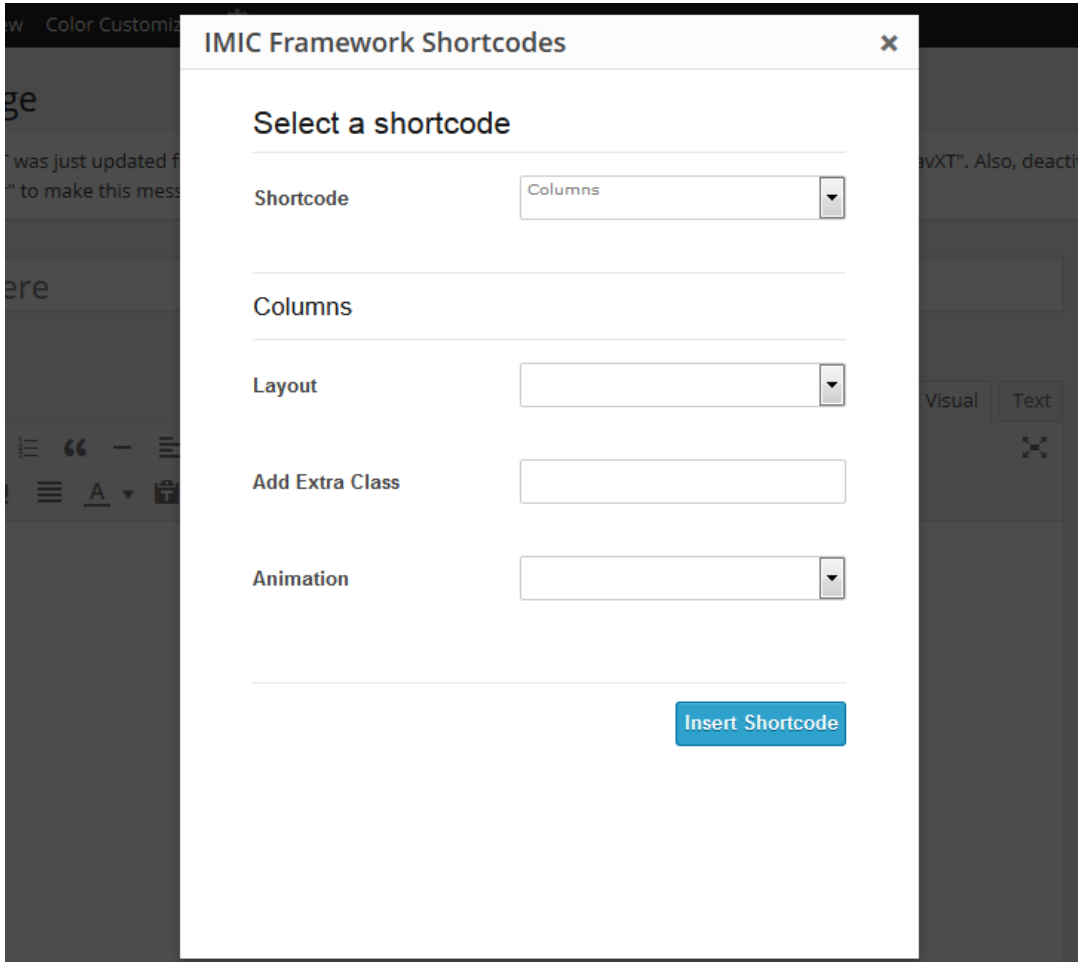 Color Customiz
IMIC Framework Shortcodes
Select a shortcode
was just updated f
avXT". Also, deacti
" to make this mess
Shortcode
Columns
ere
Columns
Layout
Visual
Text
Add Extra Class
Animation
Insert Shortcode